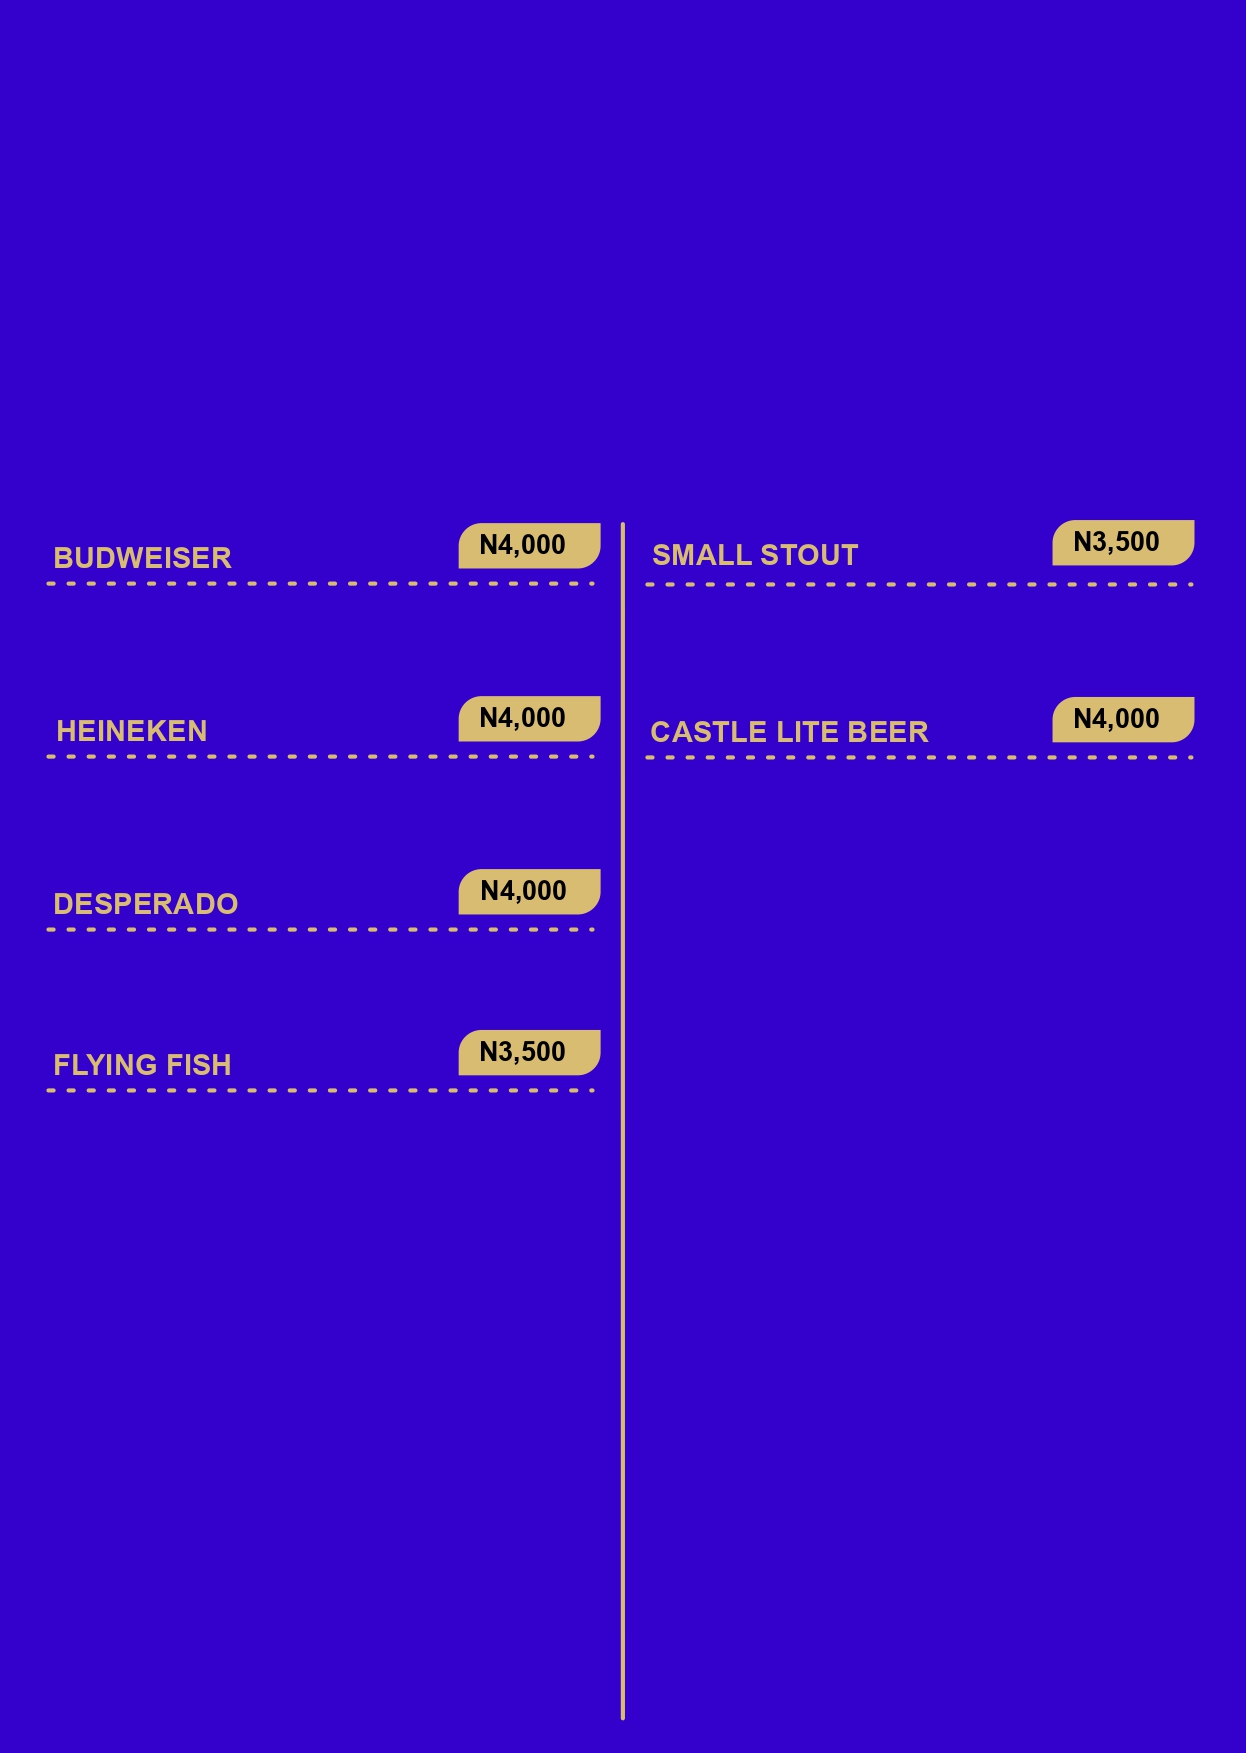 BUDWEISER N4,000
HEINEKEN N4,000
DESPERADO N4,000
FLYING FISH N3,500
SMALL STOUT N3,500
CASTLE LITE BEER N4,000